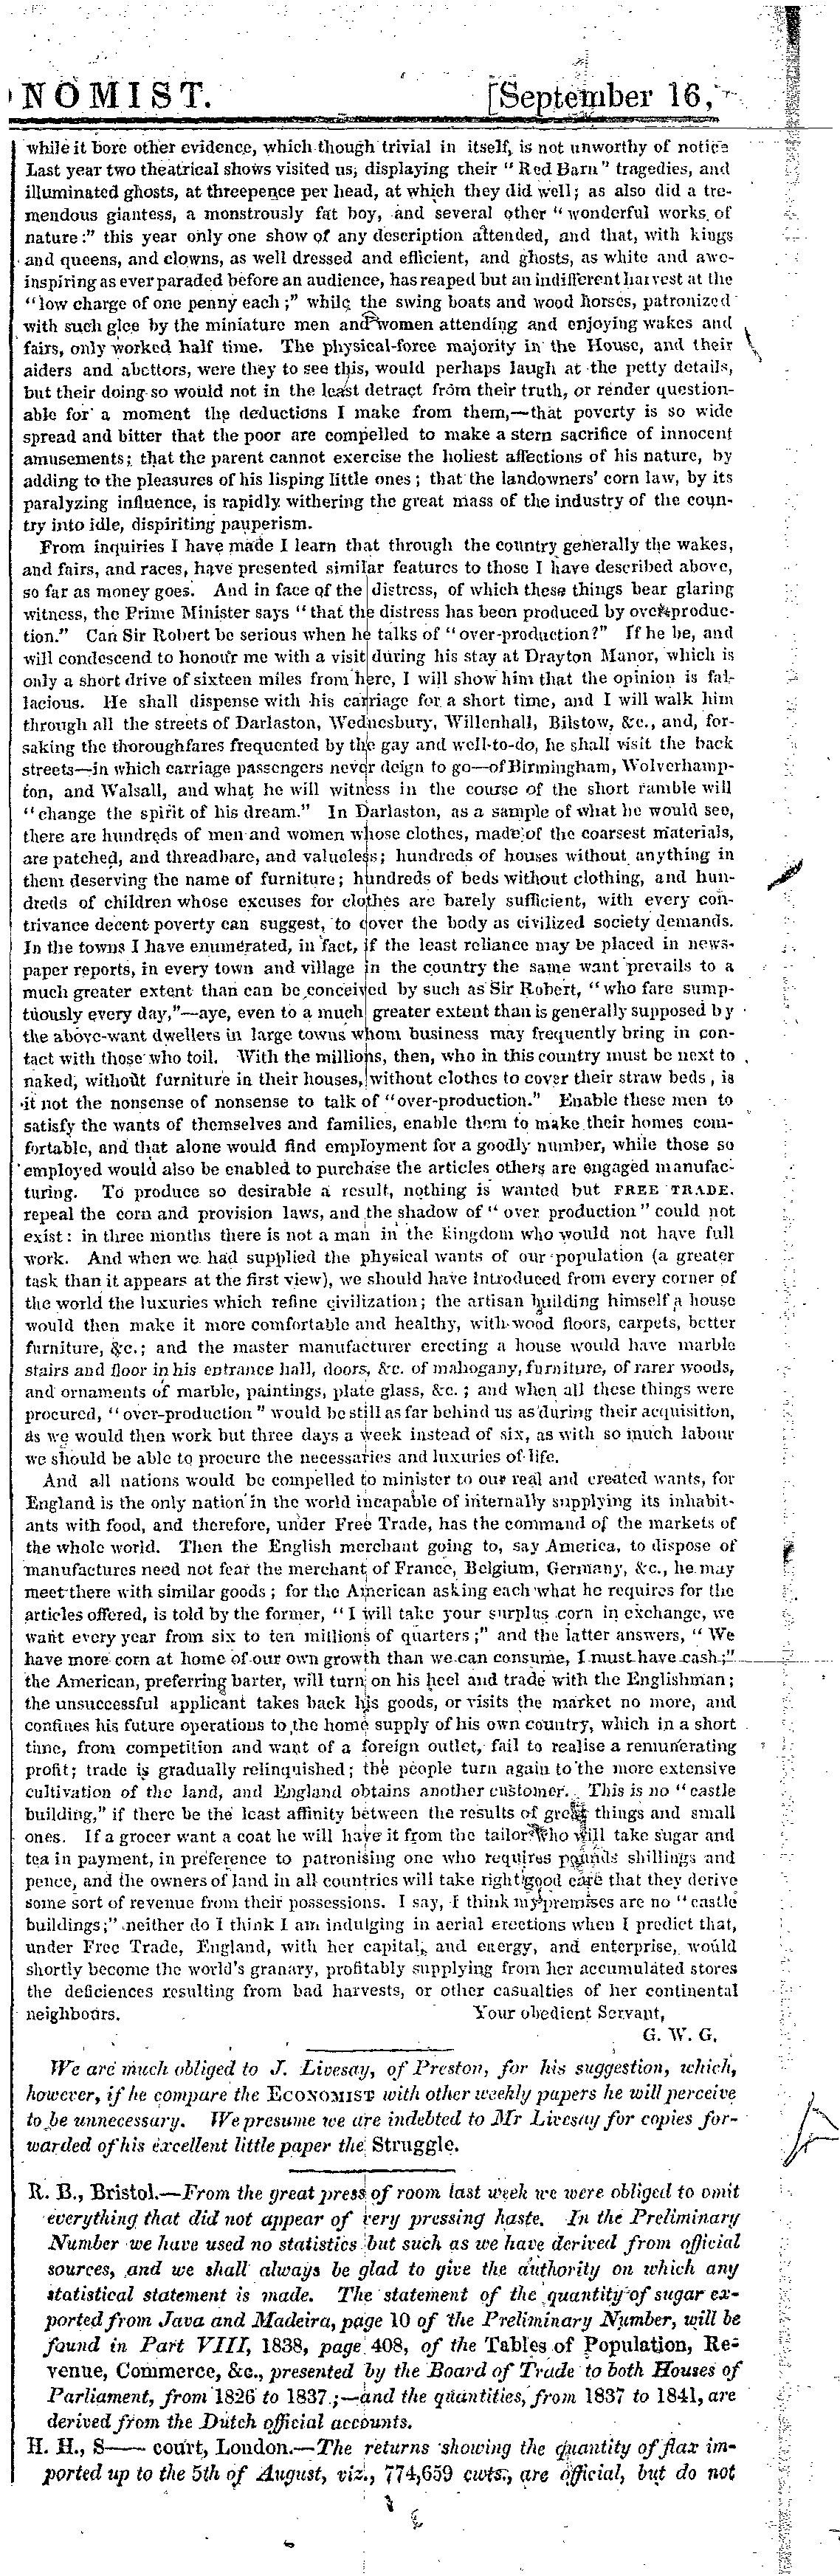 NOMIST. [September 16,
while it bore other evidence, which though trivial in itself, is not unworthy of notice
Last year two theatrical shows visited us, displaying their "Red Barn" tragedies, and
illuminated ghosts, at threepence per head, at which they did well; as also did a tre-
mendous giantess, a monstrously fat boy, and several other "wonderful works of
nature:" this year only one show of any description attended, and that, with kings
and queens, and clowns, as well dressed and efficient, and ghosts, as white and awe-
inspiring as ever paraded before an audience, has reaped but an indifferent harvest at the
"low charge of one penny each;" while the swing boats and wood horses, patronized
with such glee by the miniature men and women attending and enjoying wakes and
fairs, only worked half time. The physical-force majority in the House, and their
aiders and abettors, were they to see this, would perhaps laugh at the petty details,
but their doing so would not in the least detract from their truth, or render question-
able for a moment the deductions I make from them,—that poverty is so wide
spread and bitter that the poor are compelled to make a stern sacrifice of innocent
amusements; that the parent cannot exercise the holiest affections of his nature, by
adding to the pleasures of his lisping little ones; that the landowners' corn law, by its
paralyzing influence, is rapidly withering the great mass of the industry of the coun-
try into idle, dispiriting pauperism.
From inquiries I have made I learn that through the country generally the wakes,
and fairs, and races, have presented similar features to those I have described above,
so far as money goes. And in face of the distress, of which these things bear glaring
witness, the Prime Minister says "that the distress has been produced by over-produc-
tion." Can Sir Robert be serious when he talks of "over-production?" If he be, and
will condescend to honour me with a visit during his stay at Drayton Manor, which is
only a short drive of sixteen miles from here, I will show him that the opinion is fal-
lacious. He shall dispense with his carriage for a short time, and I will walk him
through all the streets of Darlaston, Wednesbury, Willenhall, Bilstow, &c., and, for-
saking the thoroughfares frequented by the gay and well-to-do, he shall visit the back
streets—in which carriage passengers never deign to go—of Birmingham, Wolverhamp-
ton, and Walsall, and what he will witness in the course of the short ramble will
"change the spirit of his dream." In Darlaston, as a sample of what he would see,
there are hundreds of men and women whose clothes, made of the coarsest materials,
are patched, and threadbare, and valueless; hundreds of houses without anything in
them deserving the name of furniture; hundreds of beds without clothing, and hun-
dreds of children whose excuses for clothes are barely sufficient, with every con-
trivance decent poverty can suggest, to cover the body as civilized society demands.
In the towns I have enumerated, in fact, if the least reliance may be placed in news-
paper reports, in every town and village in the country the same want prevails to a
much greater extent than can be conceived by such as Sir Robert, "who fare sump-
tuously every day,"—aye, even to a much greater extent than is generally supposed by
the above-want dwellers in large towns whom business may frequently bring in con-
tact with those who toil. With the millions, then, who in this country must be next to
naked, without furniture in their houses, without clothes to cover their straw beds, is
it not the nonsense of nonsense to talk of "over-production." Enable these men to
satisfy the wants of themselves and families, enable them to make their homes com-
fortable, and that alone would find employment for a goodly number, while those so
employed would also be enabled to purchase the articles others are engaged manufac-
turing. To produce so desirable a result, nothing is wanted but FREE TRADE.
repeal the corn and provision laws, and the shadow of "over production" could not
exist: in three months there is not a man in the kingdom who would not have full
work. And when we had supplied the physical wants of our population (a greater
task than it appears at the first view), we should have introduced from every corner of
the world the luxuries which refine civilization; the artisan building himself a house
would then make it more comfortable and healthy, with wood floors, carpets, better
furniture, &c.; and the master manufacturer erecting a house would have marble
stairs and floor in his entrance hall, doors, &c. of mahogany, furniture, of rarer woods,
and ornaments of marble, paintings, plate glass, &c.; and when all these things were
procured, "over-production" would be still as far behind us as during their acquisition,
as we would then work but three days a week instead of six, as with so much labour
we should be able to procure the necessaries and luxuries of life.
And all nations would be compelled to minister to our real and created wants, for
England is the only nation in the world incapable of internally supplying its inhabit-
ants with food, and therefore, under Free Trade, has the command of the markets of
the whole world. Then the English merchant going to, say America, to dispose of
manufactures need not fear the merchant of France, Belgium, Germany, &c., he may
meet there with similar goods; for the American asking each what he requires for the
articles offered, is told by the former, "I will take your surplus corn in exchange, we
want every year from six to ten millions of quarters;" and the latter answers, "We
have more corn at home of our own growth than we can consume, I must have cash;"
the American, preferring barter, will turn on his heel and trade with the Englishman;
the unsuccessful applicant takes back his goods, or visits the market no more, and
confines his future operations to the home supply of his own country, which in a short
time, from competition and want of a foreign outlet, fail to realise a remunerating
profit; trade is gradually relinquished; the people turn again to the more extensive
cultivation of the land, and England obtains another customer. This is no "castle
building," if there be the least affinity between the results of great things and small
ones. If a grocer want a coat he will have it from the tailor who will take sugar and
tea in payment, in preference to patronising one who requires pounds shillings and
pence, and the owners of land in all countries will take right good care that they derive
some sort of revenue from their possessions. I say, I think my premises are no "castle
buildings;" neither do I think I am indulging in aerial erections when I predict that,
under Free Trade, England, with her capital, and energy, and enterprise, would
shortly become the world's granary, profitably supplying from her accumulated stores
the deficiences resulting from bad harvests, or other casualties of her continental
neighbours. Your obedient Servant,
G. W. G.
We are much obliged to J. Livesay, of Preston, for his suggestion, which,
however, if he compare the ECONOMIST with other weekly papers he will perceive
to be unnecessary. We presume we are indebted to Mr Livesay for copies for-
warded of his excellent little paper the Struggle.
R. B., Bristol.—From the great press of room last week we were obliged to omit
everything that did not appear of very pressing haste. In the Preliminary
Number we have used no statistics but such as we have derived from official
sources, and we shall always be glad to give the authority on which any
statistical statement is made. The statement of the quantity of sugar ex-
ported from Java and Madeira, page 10 of the Preliminary Number, will be
found in Part VIII, 1838, page 408, of the Tables of Population, Re-
venue, Commerce, &c., presented by the Board of Trade to both Houses of
Parliament, from 1826 to 1837;—and the quantities, from 1837 to 1841, are
derived from the Dutch official accounts.
H. H., S—— court, London.—The returns showing the quantity of flax im-
ported up to the 5th of August, viz., 774,659 cwts., are official, but do not